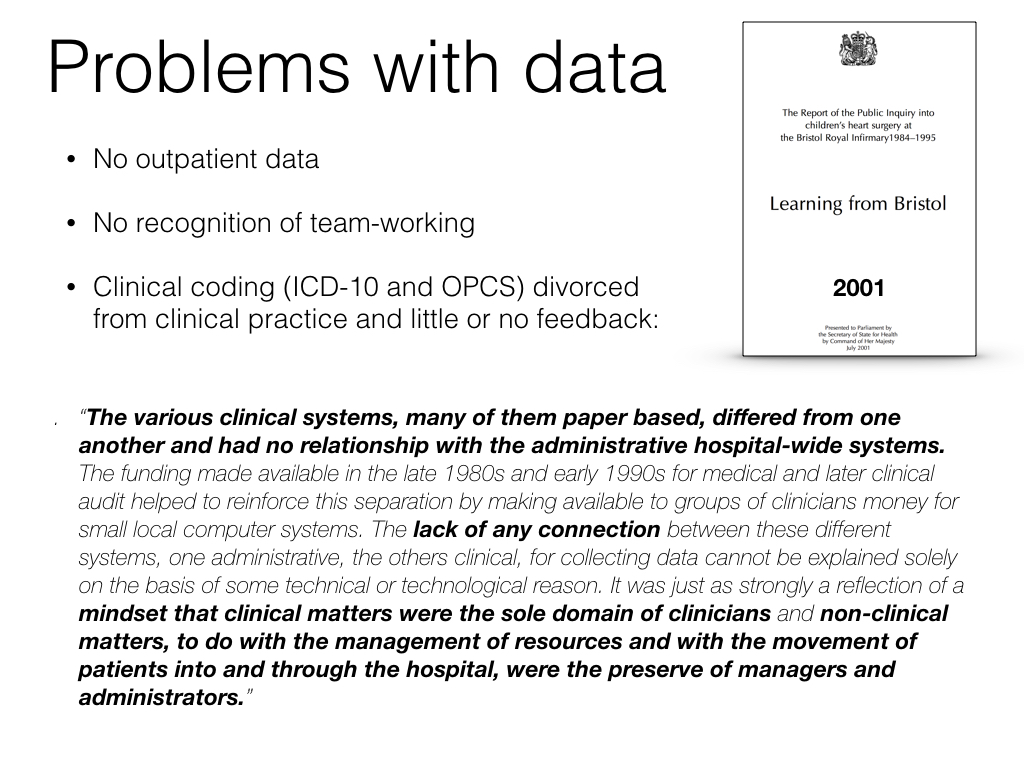 Problems with data
• No outpatient data
• No recognition of team-working
• Clinical coding (ICD-10 and OPCS) divorced
from clinical practice and little or no feedback:
The Report of the Public Inquiry into
children's heart surgery at
the Bristol Royal Infirmary1984–1995
Learning from Bristol
2001
Presented to Parliament by
the Secretary of State for Health
by Command of Her Majesty
July 2001
. “The various clinical systems, many of them paper based, differed from one
another and had no relationship with the administrative hospital-wide systems.
The funding made available in the late 1980s and early 1990s for medical and later clinical
audit helped to reinforce this separation by making available to groups of clinicians money for
small local computer systems. The lack of any connection between these different
systems, one administrative, the others clinical, for collecting data cannot be explained solely
on the basis of some technical or technological reason. It was just as strongly a reflection of a
mindset that clinical matters were the sole domain of clinicians and non-clinical
matters, to do with the management of resources and with the movement of
patients into and through the hospital, were the preserve of managers and
administrators.”